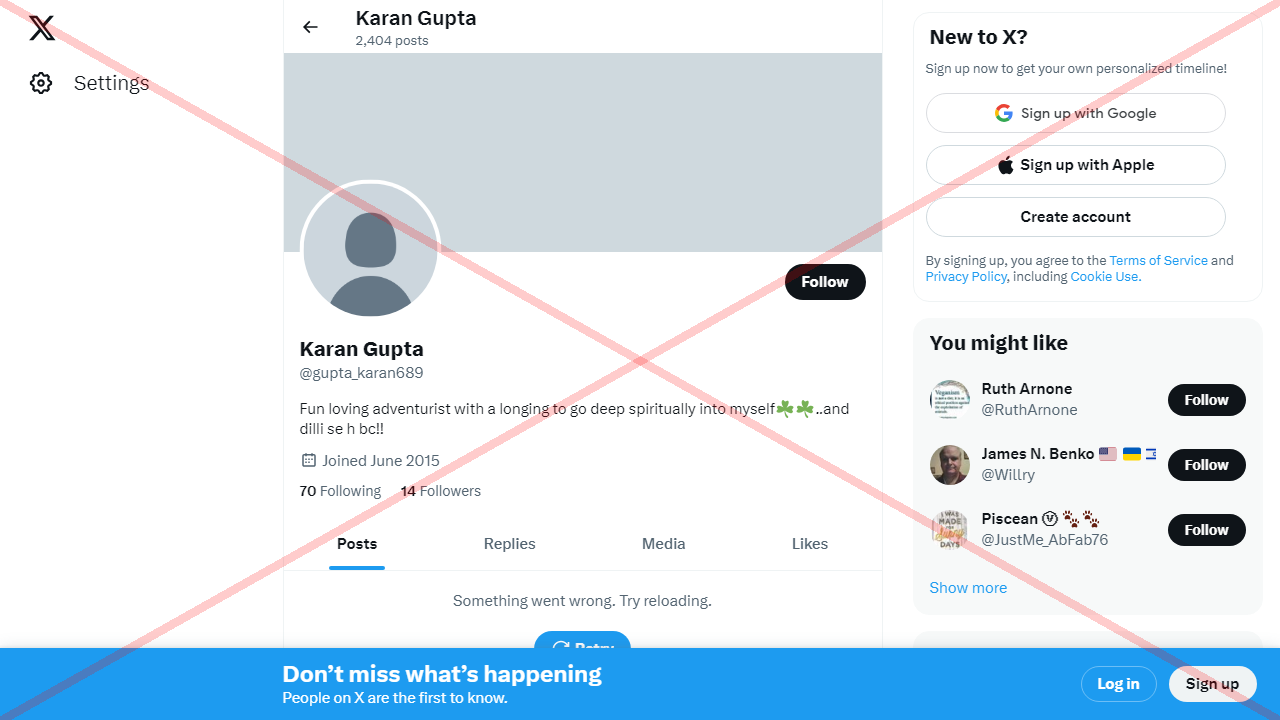 Settings
Karan Gupta
2,404 posts
Follow
Karan Gupta
@gupta_karan689
Fun loving adventurist with a longing to go deep spiritually into myself☘️☘️..and
dilli se h bc!!
Joined June 2015
70 Following 14 Followers
Posts Replies Media Likes
Something went wrong. Try reloading.
Retry
New to X?
Sign up now to get your own personalized timeline!
Sign up with Google
Sign up with Apple
Create account
By signing up, you agree to the Terms of Service and
Privacy Policy, including Cookie Use.
You might like
Ruth Arnone
@RuthArnone
Follow
James N. Benko 🇺🇸 🇺🇦 🇮🇱
@Willry
Follow
I WAS
MADE
FOR
Sunny
DAYS
Piscean Ⓥ 🐾 🐾
@JustMe_AbFab76
Follow
Show more
Don’t miss what’s happening
People on X are the first to know.
Log in
Sign up